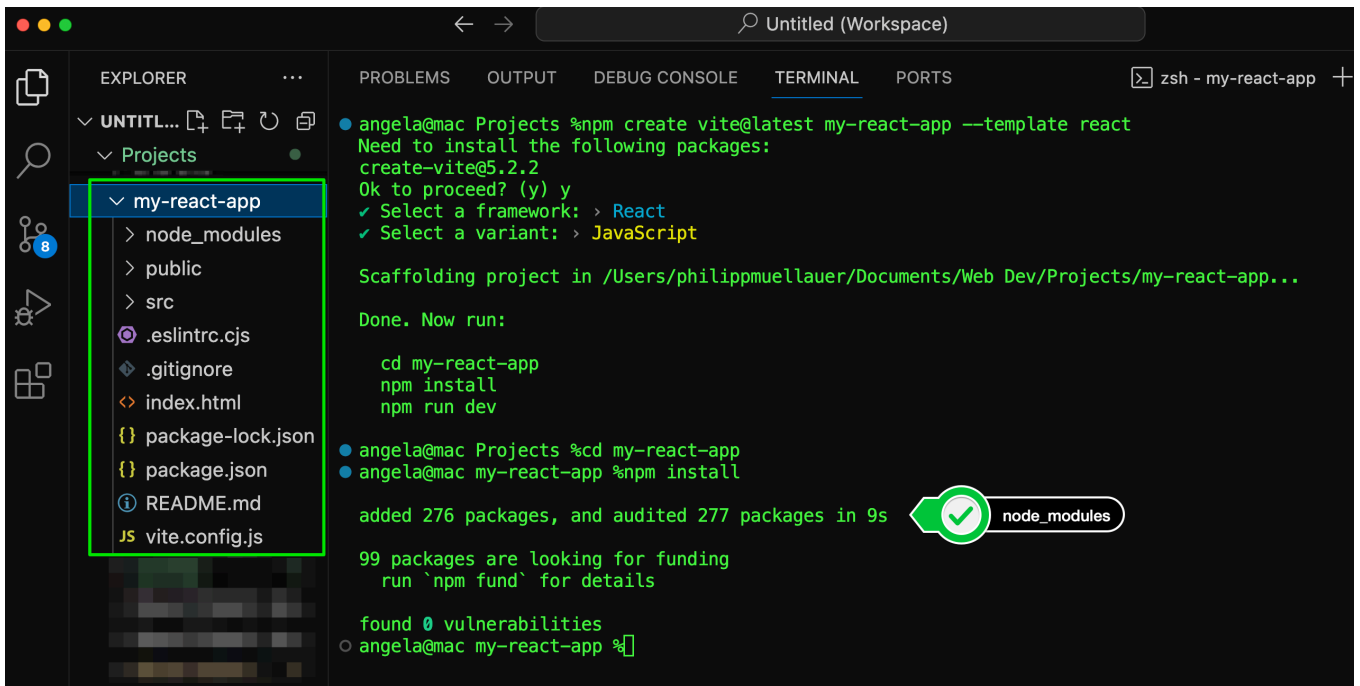 Untitled (Workspace)
EXPLORER
UNTITL...
Projects
my-react-app
node_modules
public
src
.eslintrc.cjs
.gitignore
index.html
package-lock.json
package.json
README.md
JS vite.config.js
8
PROBLEMS OUTPUT DEBUG CONSOLE TERMINAL PORTS zsh - my-react-app
angela@mac Projects %npm create vite@latest my-react-app --template react
Need to install the following packages:
create-vite@5.2.2
Ok to proceed? (y) y
✔ Select a framework: › React
✔ Select a variant: › JavaScript
Scaffolding project in /Users/philippmuellauer/Documents/Web Dev/Projects/my-react-app...
Done. Now run:
cd my-react-app
npm install
npm run dev
angela@mac Projects %cd my-react-app
angela@mac my-react-app %npm install
added 276 packages, and audited 277 packages in 9s
node_modules
99 packages are looking for funding
run `npm fund` for details
found 0 vulnerabilities
angela@mac my-react-app %